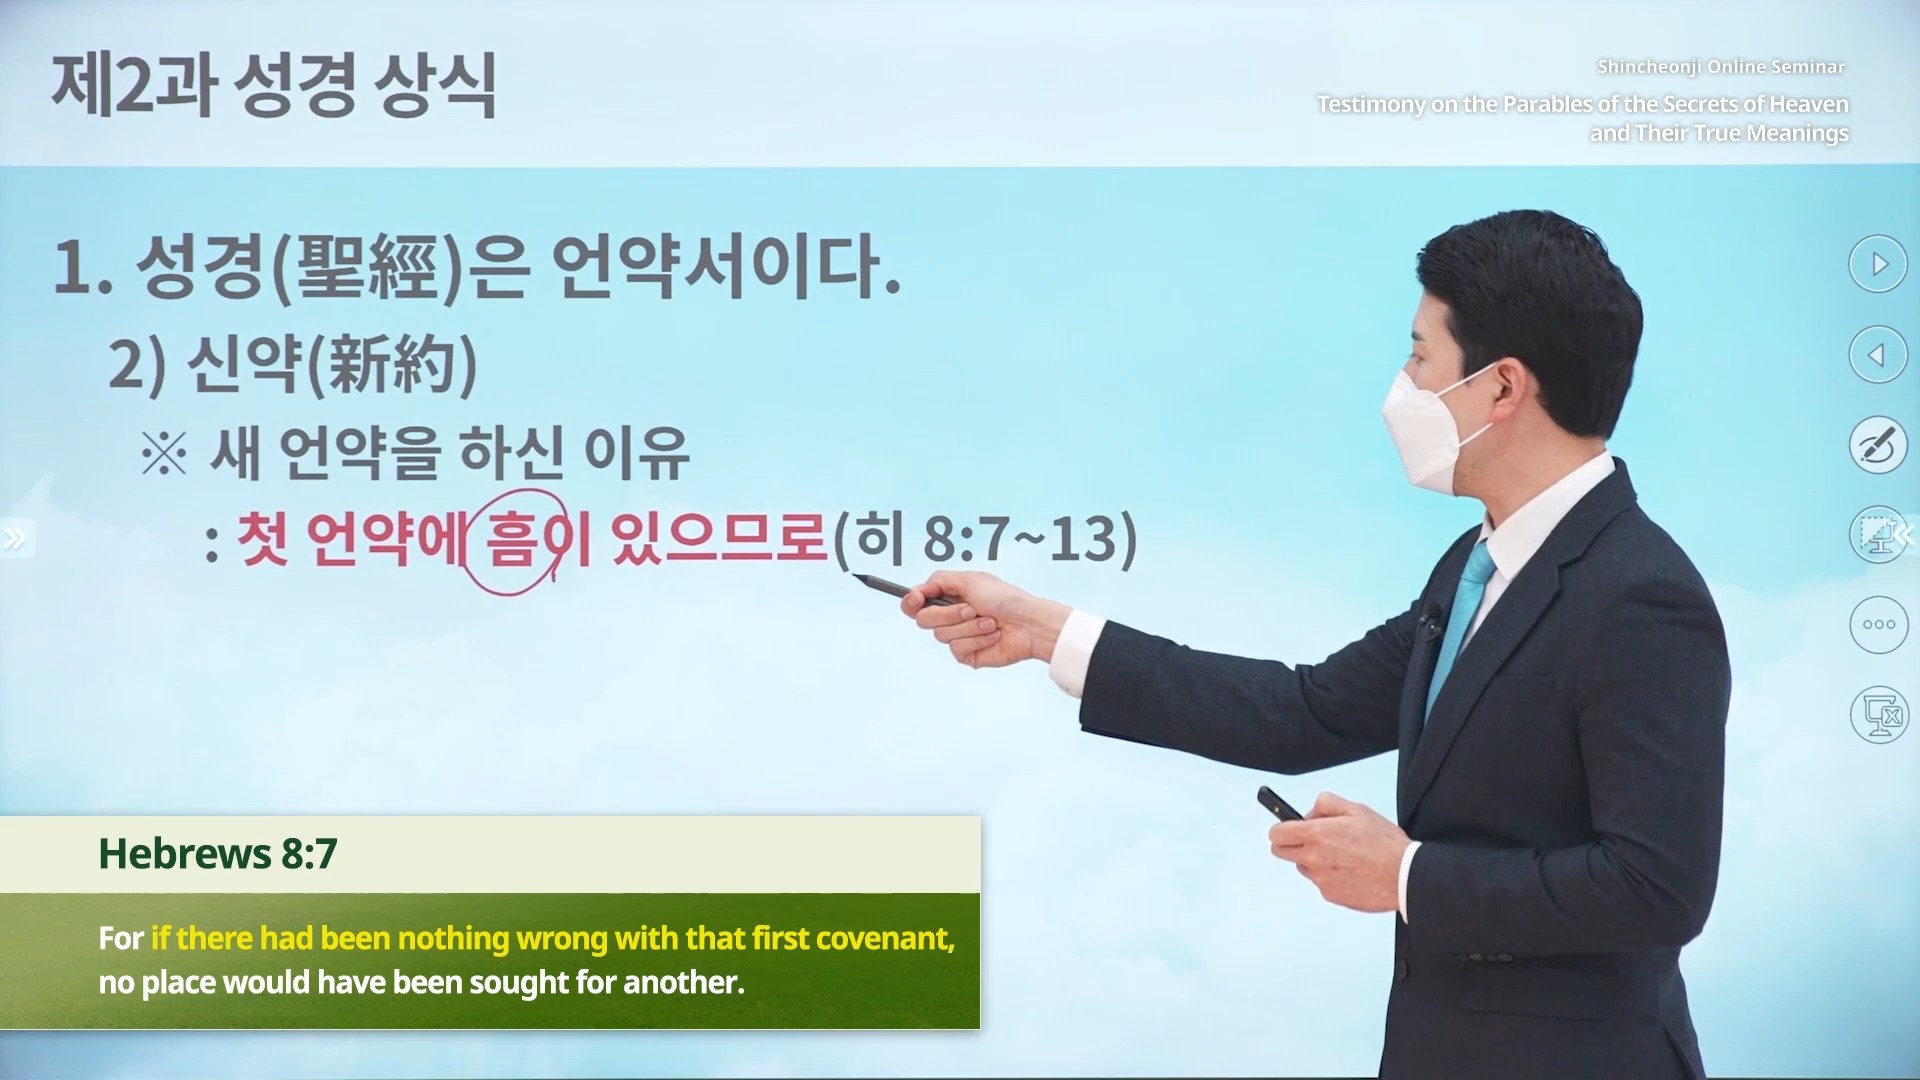 제2과 성경 상식
Shincheonji Online Seminar
Testimony on the Parables of the Secrets of Heaven
and Their True Meanings
1. 성경(聖經)은 언약서이다.
2) 신약(新約)
※ 새 언약을 하신 이유
: 첫 언약에 흠이 있으므로(히 8:7~13)
Hebrews 8:7
For if there had been nothing wrong with that first covenant,
no place would have been sought for another.